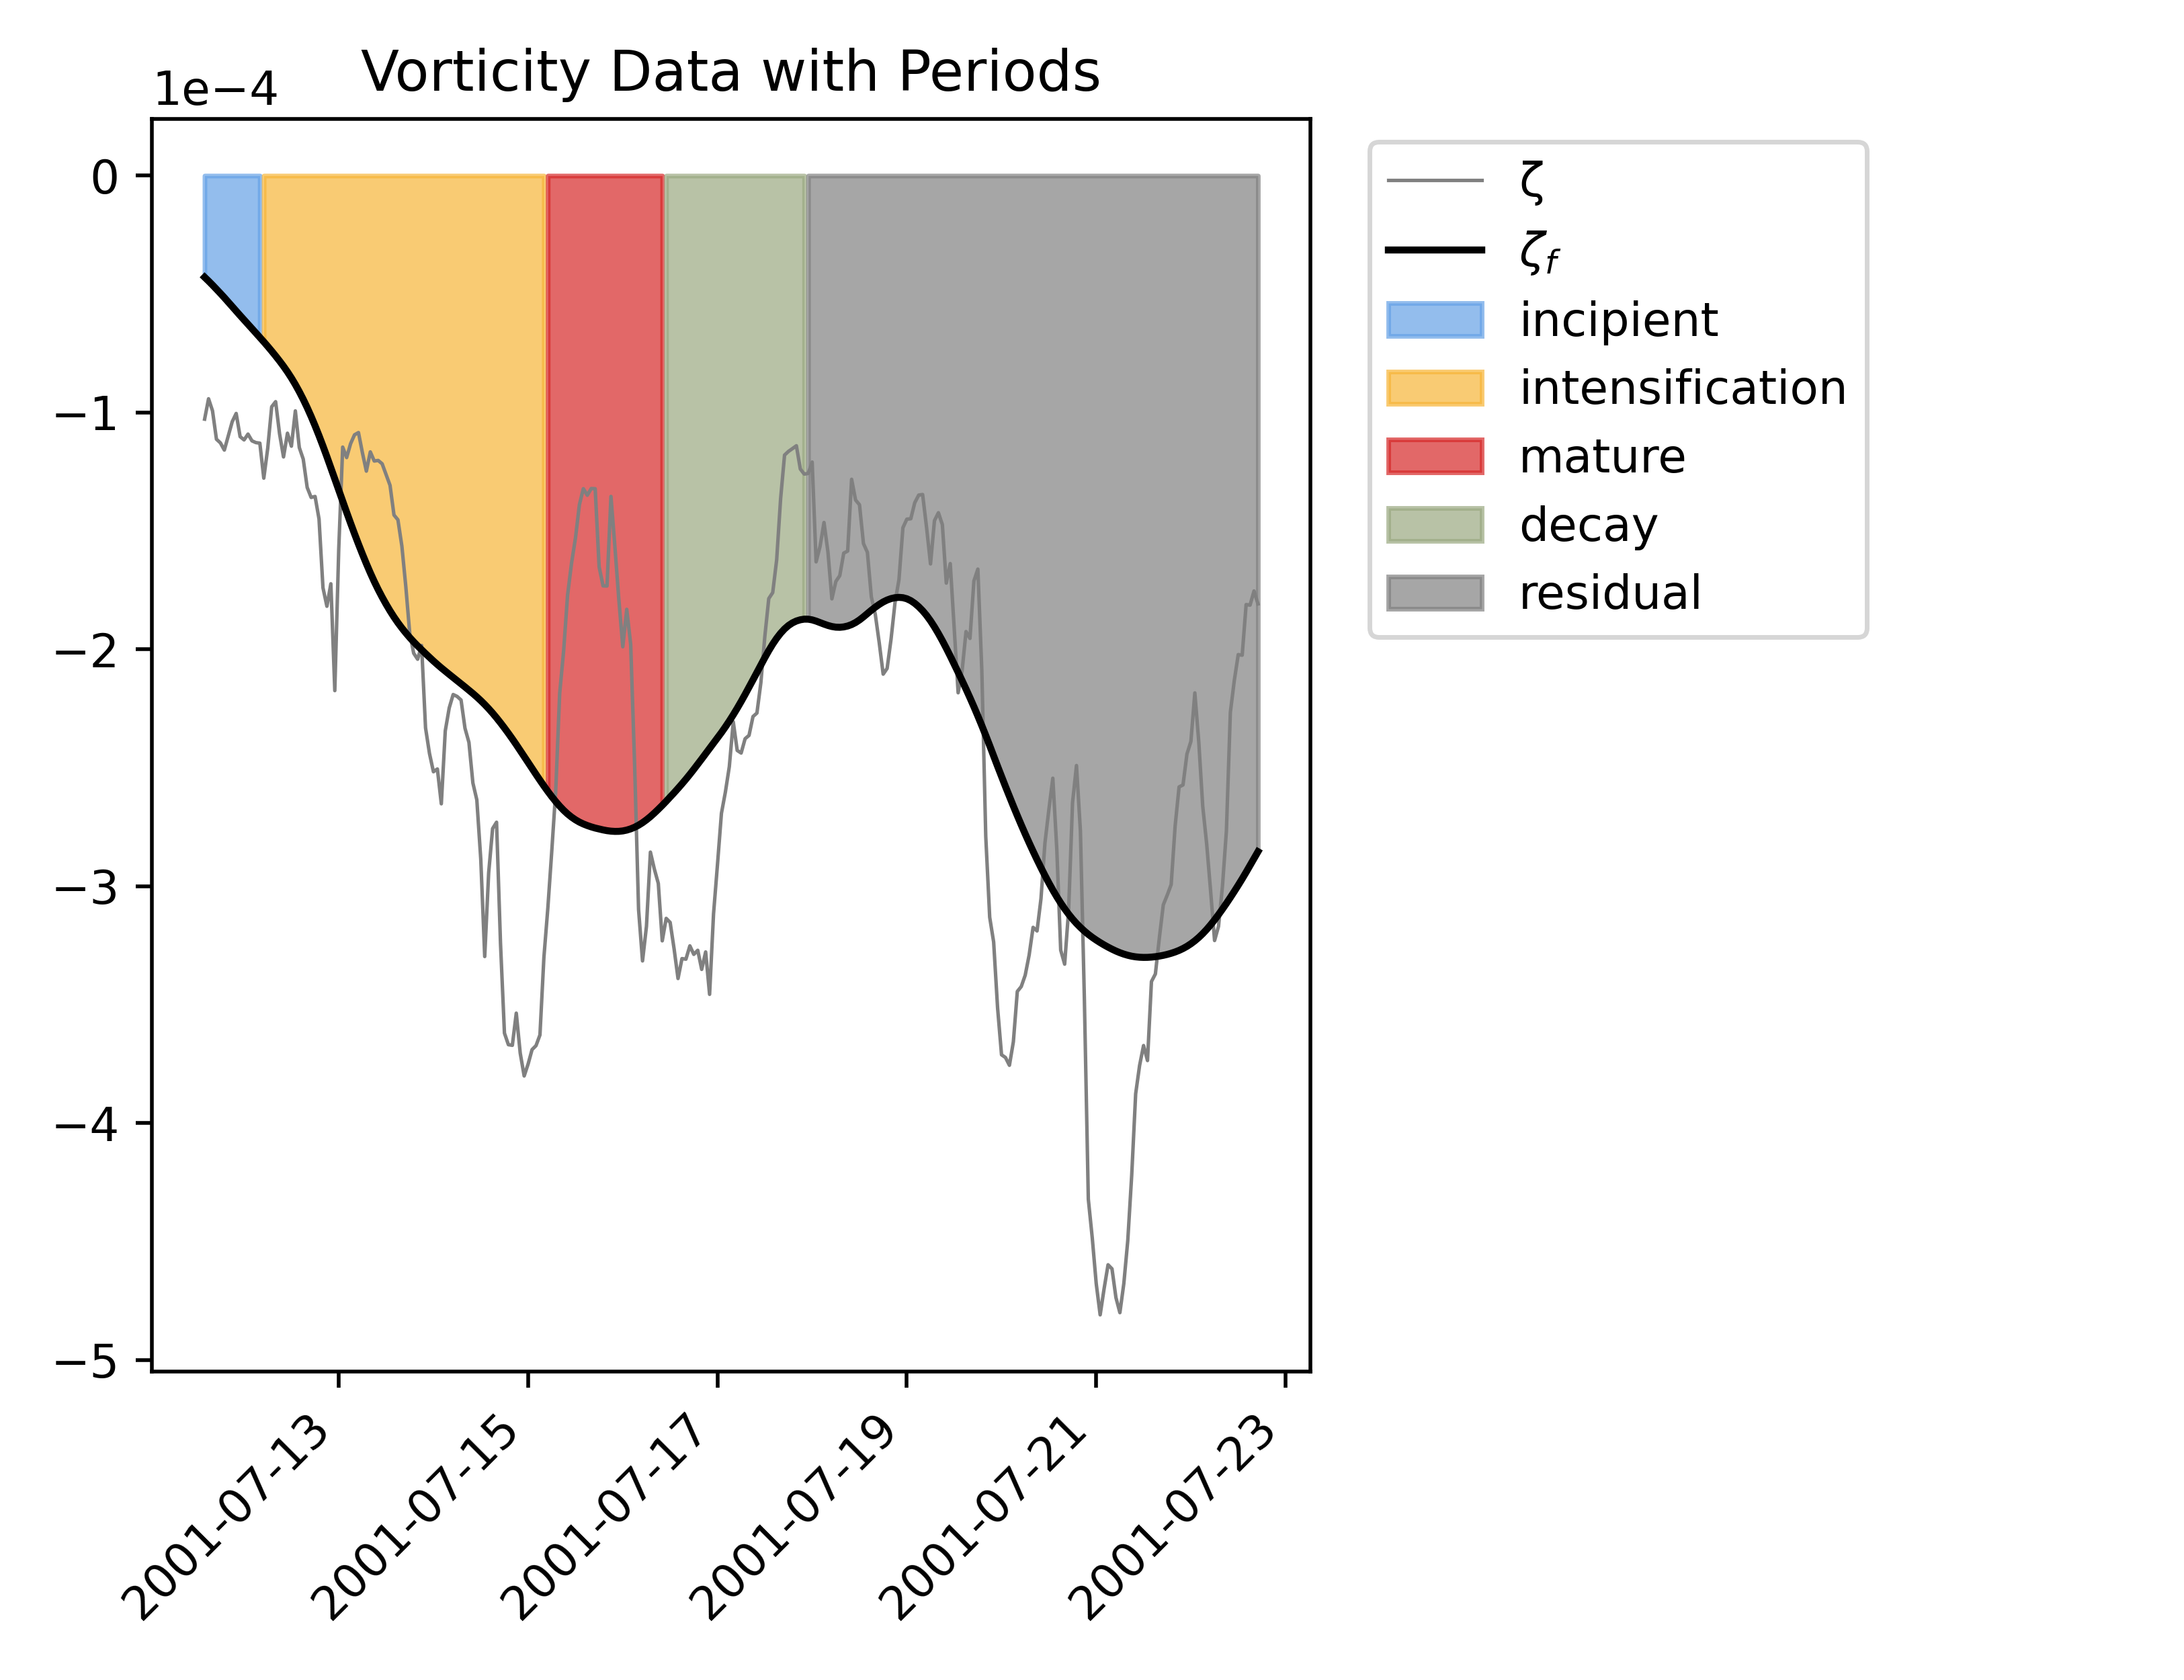 Vorticity Data with Periods
1e−4
0
−1
−2
−3
−4
−5
2001-07-13
2001-07-15
2001-07-17
2001-07-19
2001-07-21
2001-07-23
ζ
ζf
incipient
intensification
mature
decay
residual